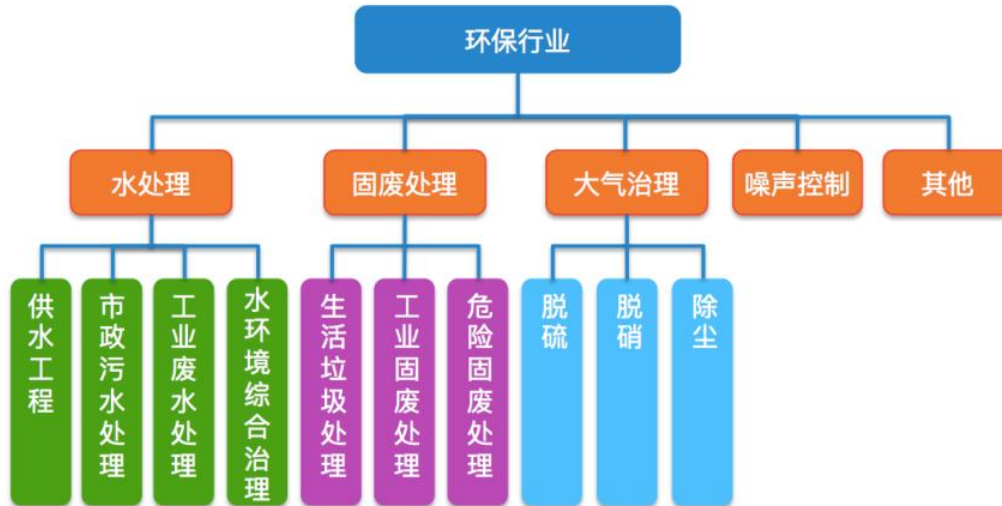 环保行业
水处理
固废处理
大气治理
噪声控制
其他
供水工程
市政污水处理
工业废水处理
水环境综合治理
生活垃圾处理
工业固废处理
危险固废处理
脱硫
脱硝
除尘